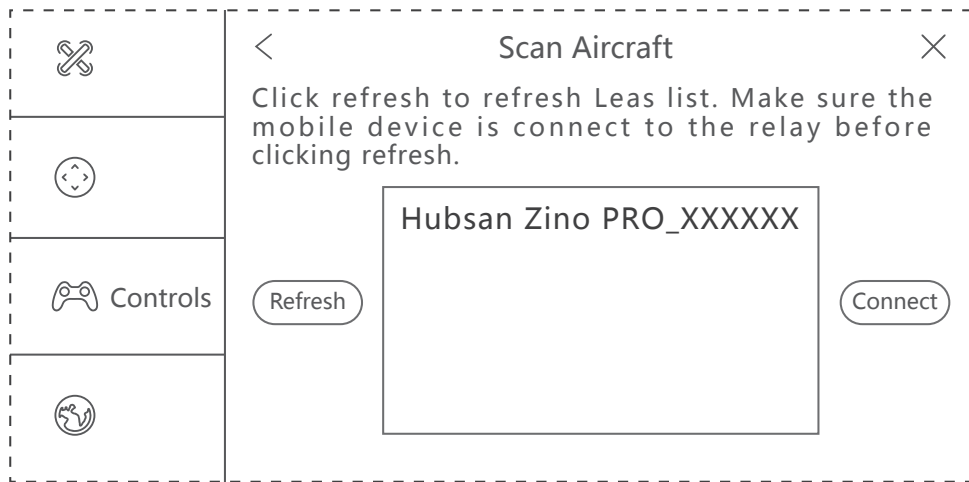 Scan Aircraft
Click refresh to refresh Leas list. Make sure the
mobile device is connect to the relay before
clicking refresh.
Hubsan Zino PRO_XXXXXX
Controls
Refresh
Connect